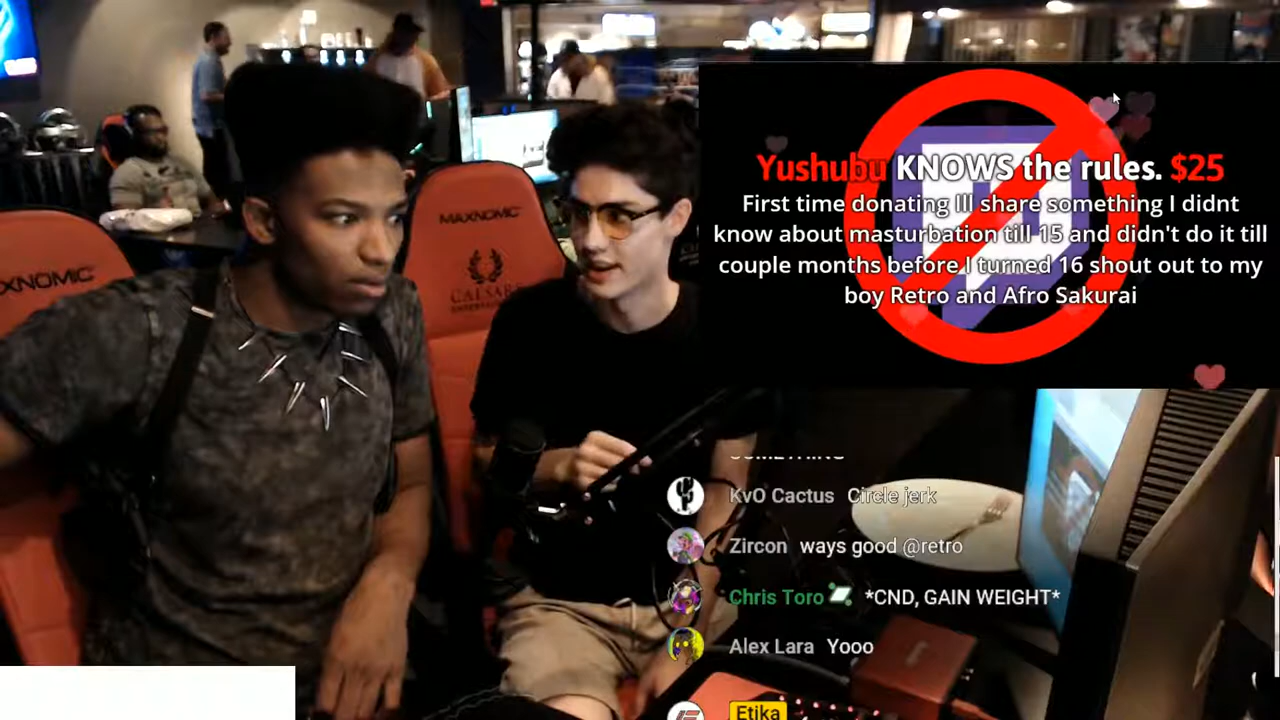 Yushubu KNOWS the rules. $25
First time donating Ill share something I didnt
know about masturbation till 15 and didn't do it till
couple months before I turned 16 shout out to my
boy Retro and Afro Sakurai
MAXNOMIC
MAXNOMIC
CAESARS
KvO Cactus Circle jerk
Zircon ways good @retro
Chris Toro *CND, GAIN WEIGHT*
Alex Lara Yooo
Etika